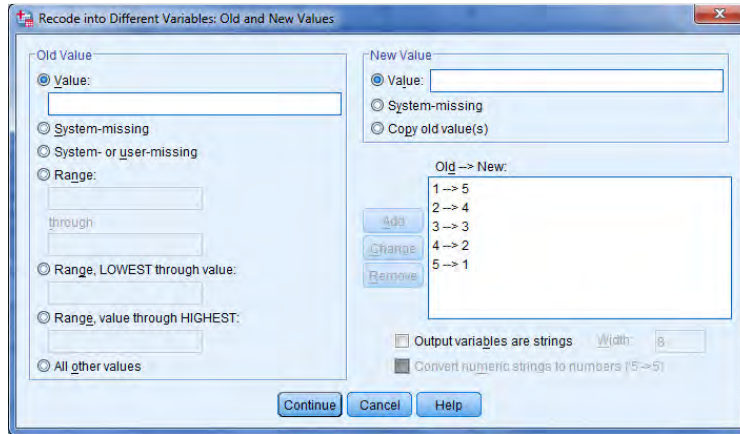 Recode into Different Variables: Old and New Values
Old Value
Value:
System-missing
System- or user-missing
Range:
through
Range, LOWEST through value:
Range, value through HIGHEST:
All other values
New Value
Value:
System-missing
Copy old value(s)
Old --> New:
1 --> 5
2 --> 4
3 --> 3
4 --> 2
5 --> 1
Add
Change
Remove
Output variables are strings Width: 8
Convert numeric strings to numbers ('5'->5)
Continue Cancel Help